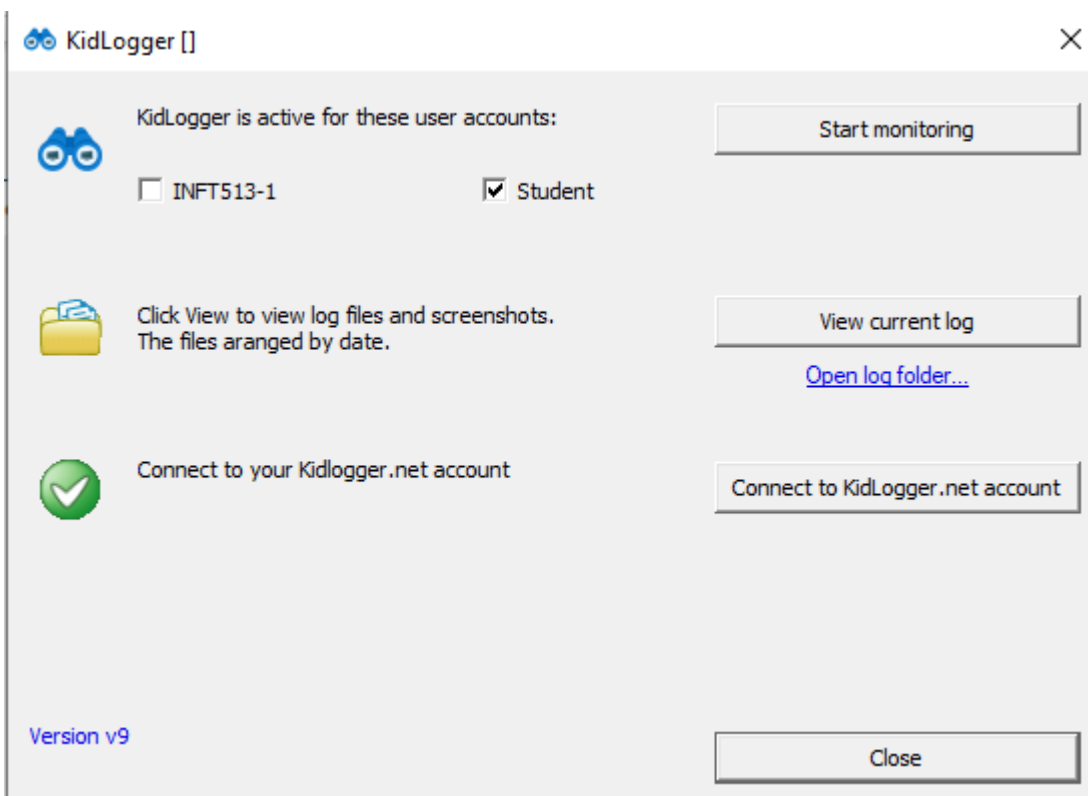 KidLogger []
KidLogger is active for these user accounts:
Start monitoring
INFT513-1
Student
Click View to view log files and screenshots.
The files aranged by date.
View current log
Open log folder...
Connect to your Kidlogger.net account
Connect to KidLogger.net account
Version v9
Close